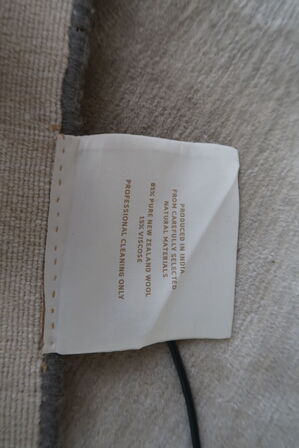 PRODUCED IN INDIA
FROM CAREFULLY SELECTED
NATURAL MATERIALS
85% PURE NEW ZEALAND WOOL
15% VISCOSE
PROFESSIONAL CLEANING ONLY